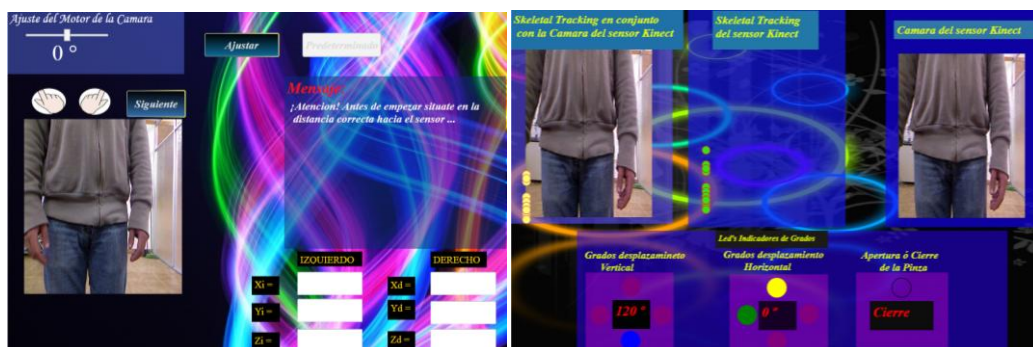 Ajuste del Motor de la Camara
0 °
Ajustar
Predeterminado
Siguiente
Mensaje
¡Atencion! Antes de empezar situate en la
distancia correcta hacia el sensor ...
IZQUIERDO
DERECHO
Xi =
Xd =
Yi =
Yd =
Zi =
Zd =
Skeletal Tracking en conjunto
con la Camara del sensor Kinect
Skeletal Tracking
del sensor Kinect
Camara del sensor Kinect
Led's Indicadores de Grados
Grados desplazamineto
Vertical
Grados desplazamiento
Horizontal
Apertura ó Cierre
de la Pinza
120 °
0 °
Cierre